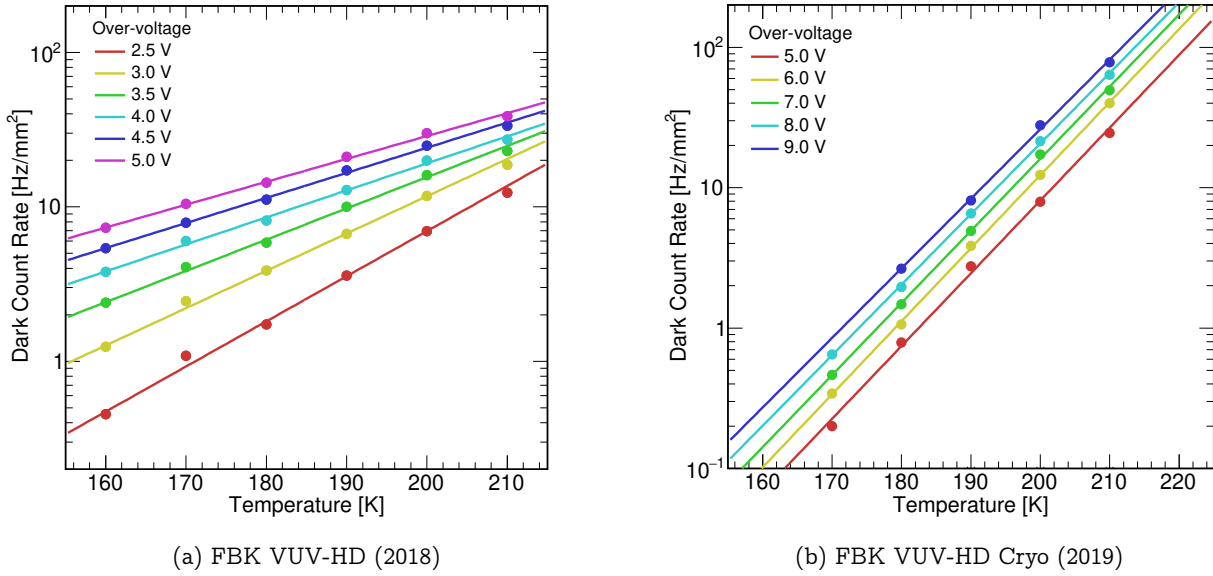 Over-voltage
2.5 V
3.0 V
3.5 V
4.0 V
4.5 V
5.0 V
10²
10
1
Dark Count Rate [Hz/mm²]
160 170 180 190 200 210
Temperature [K]
(a) FBK VUV-HD (2018)
Over-voltage
5.0 V
6.0 V
7.0 V
8.0 V
9.0 V
10²
10
1
10⁻¹
Dark Count Rate [Hz/mm²]
160 170 180 190 200 210 220
Temperature [K]
(b) FBK VUV-HD Cryo (2019)